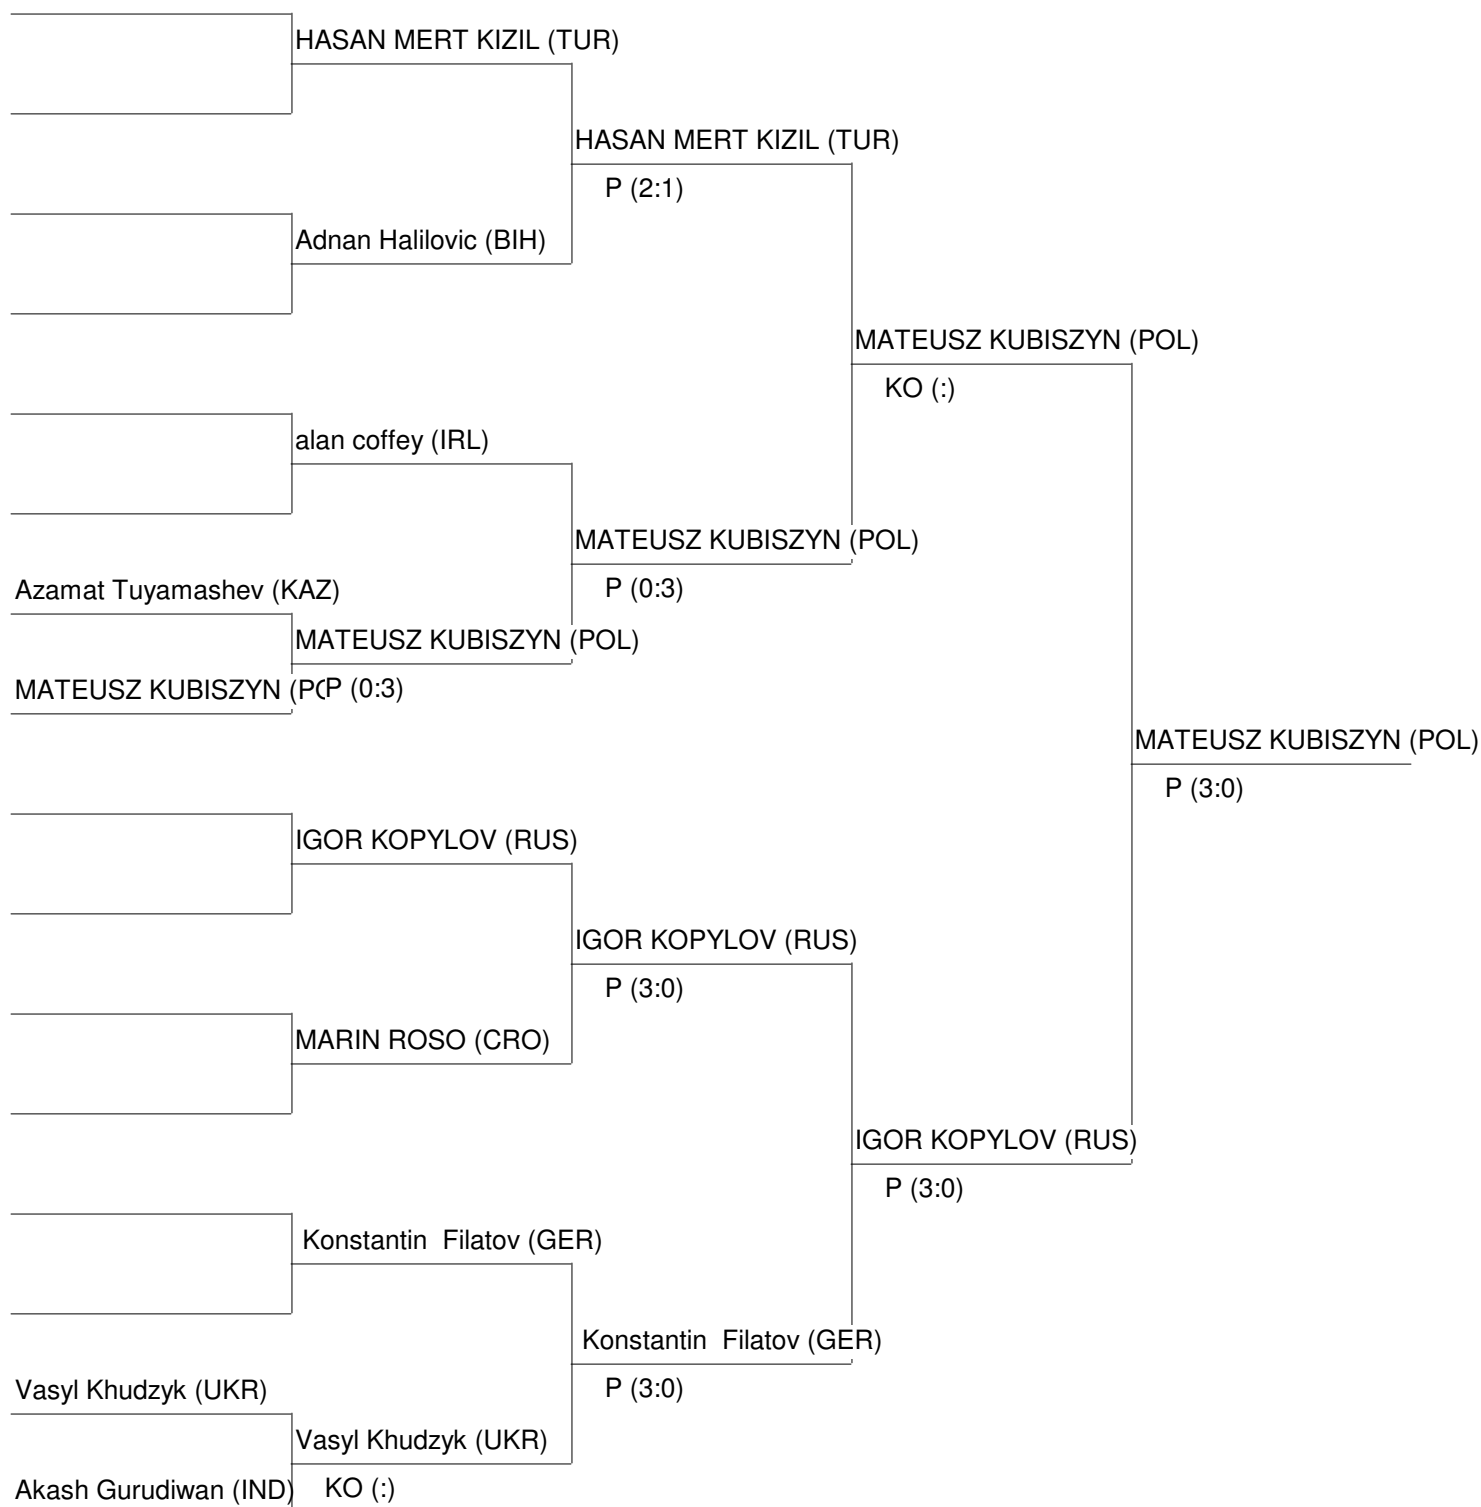 HASAN MERT KIZIL (TUR)
HASAN MERT KIZIL (TUR)
P (2:1)
Adnan Halilovic (BIH)
MATEUSZ KUBISZYN (POL)
KO (:)
alan coffey (IRL)
MATEUSZ KUBISZYN (POL)
P (0:3)
Azamat Tuyamashev (KAZ)
MATEUSZ KUBISZYN (POL)
MATEUSZ KUBISZYN (PO
P (0:3)
MATEUSZ KUBISZYN (POL)
P (3:0)
IGOR KOPYLOV (RUS)
IGOR KOPYLOV (RUS)
P (3:0)
MARIN ROSO (CRO)
IGOR KOPYLOV (RUS)
P (3:0)
Konstantin  Filatov (GER)
Konstantin  Filatov (GER)
P (3:0)
Vasyl Khudzyk (UKR)
Vasyl Khudzyk (UKR)
Akash Gurudiwan (IND)
KO (:)